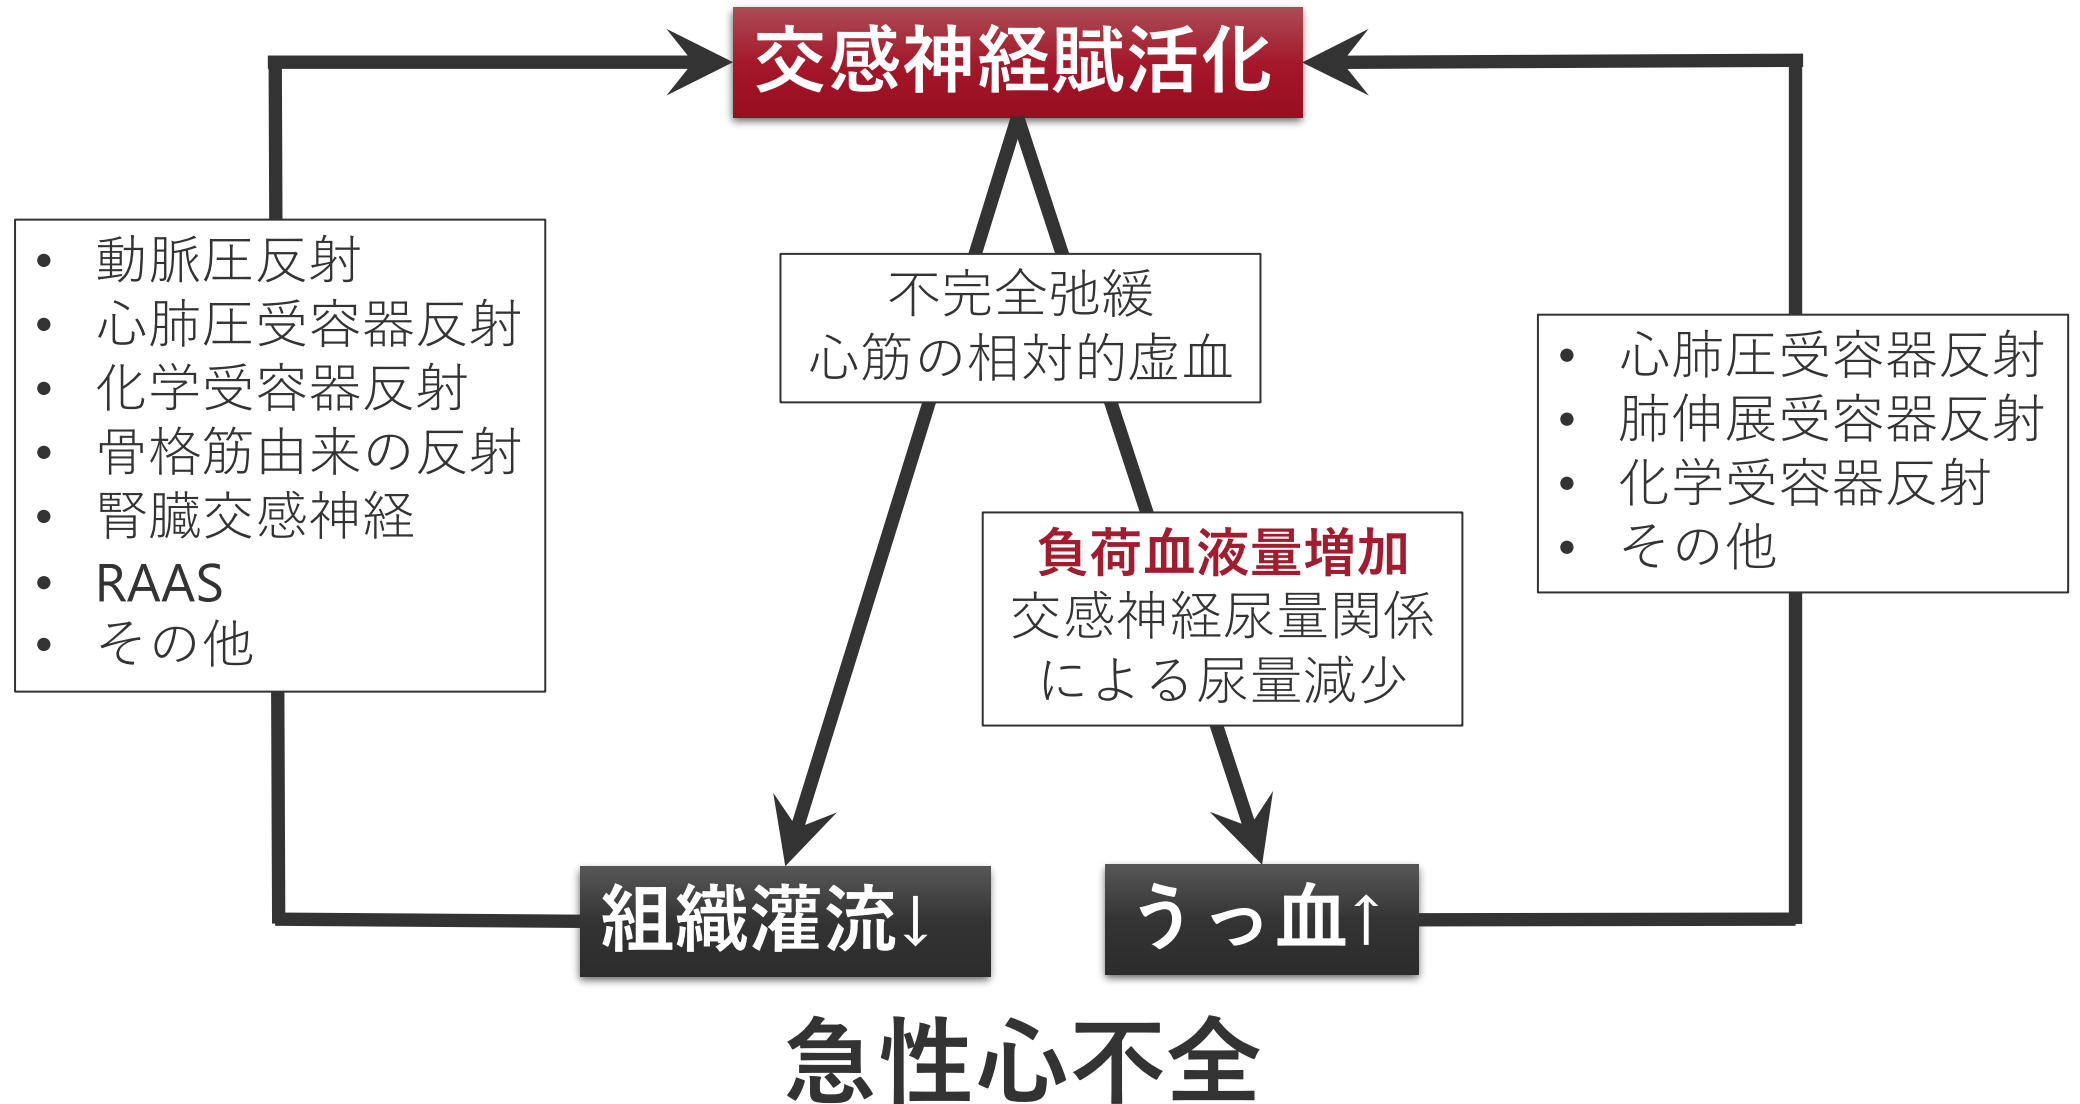 交感神経賦活化
• 動脈圧反射
• 心肺圧受容器反射
• 化学受容器反射
• 骨格筋由来の反射
• 腎臓交感神経
• RAAS
• その他
不完全弛緩
心筋の相対的虚血
負荷血液量増加
交感神経尿量関係
による尿量減少
• 心肺圧受容器反射
• 肺伸展受容器反射
• 化学受容器反射
• その他
組織灌流↓
うっ血↑
急性心不全